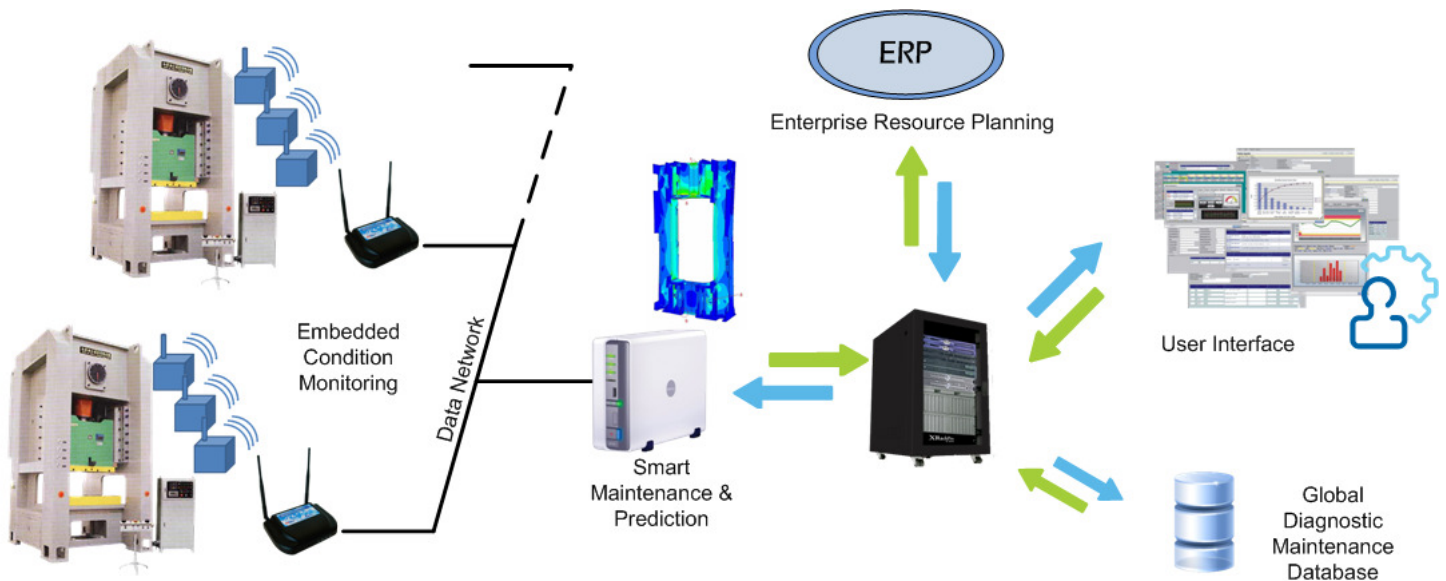 ERP
Enterprise Resource Planning
Embedded
Condition
Monitoring
Data Network
User Interface
Smart
Maintenance &
Prediction
Global
Diagnostic
Maintenance
Database